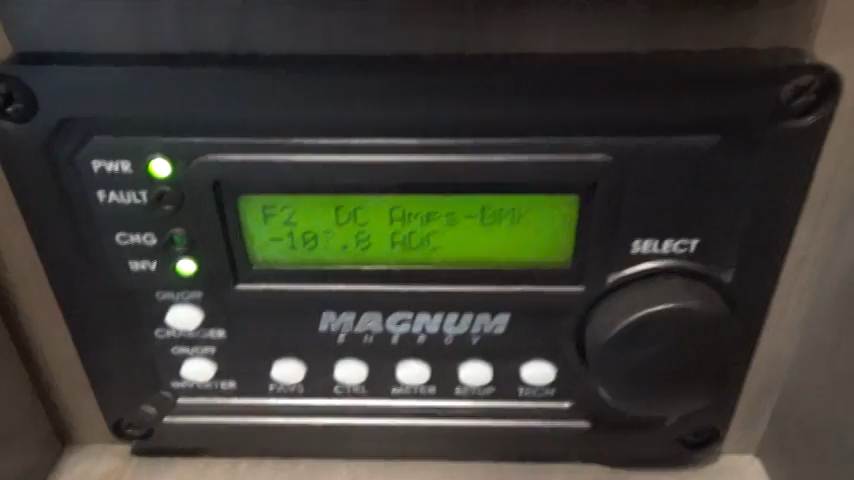 PWR
FAULT
CHG
INV
F2 DC Amps-BMK
ADC
SELECT
ON/OFF
CHARGER
ON/OFF
INVERTER
MAGNUM
ENERGY
FAVS
CTRL
METER
SETUP
TECH